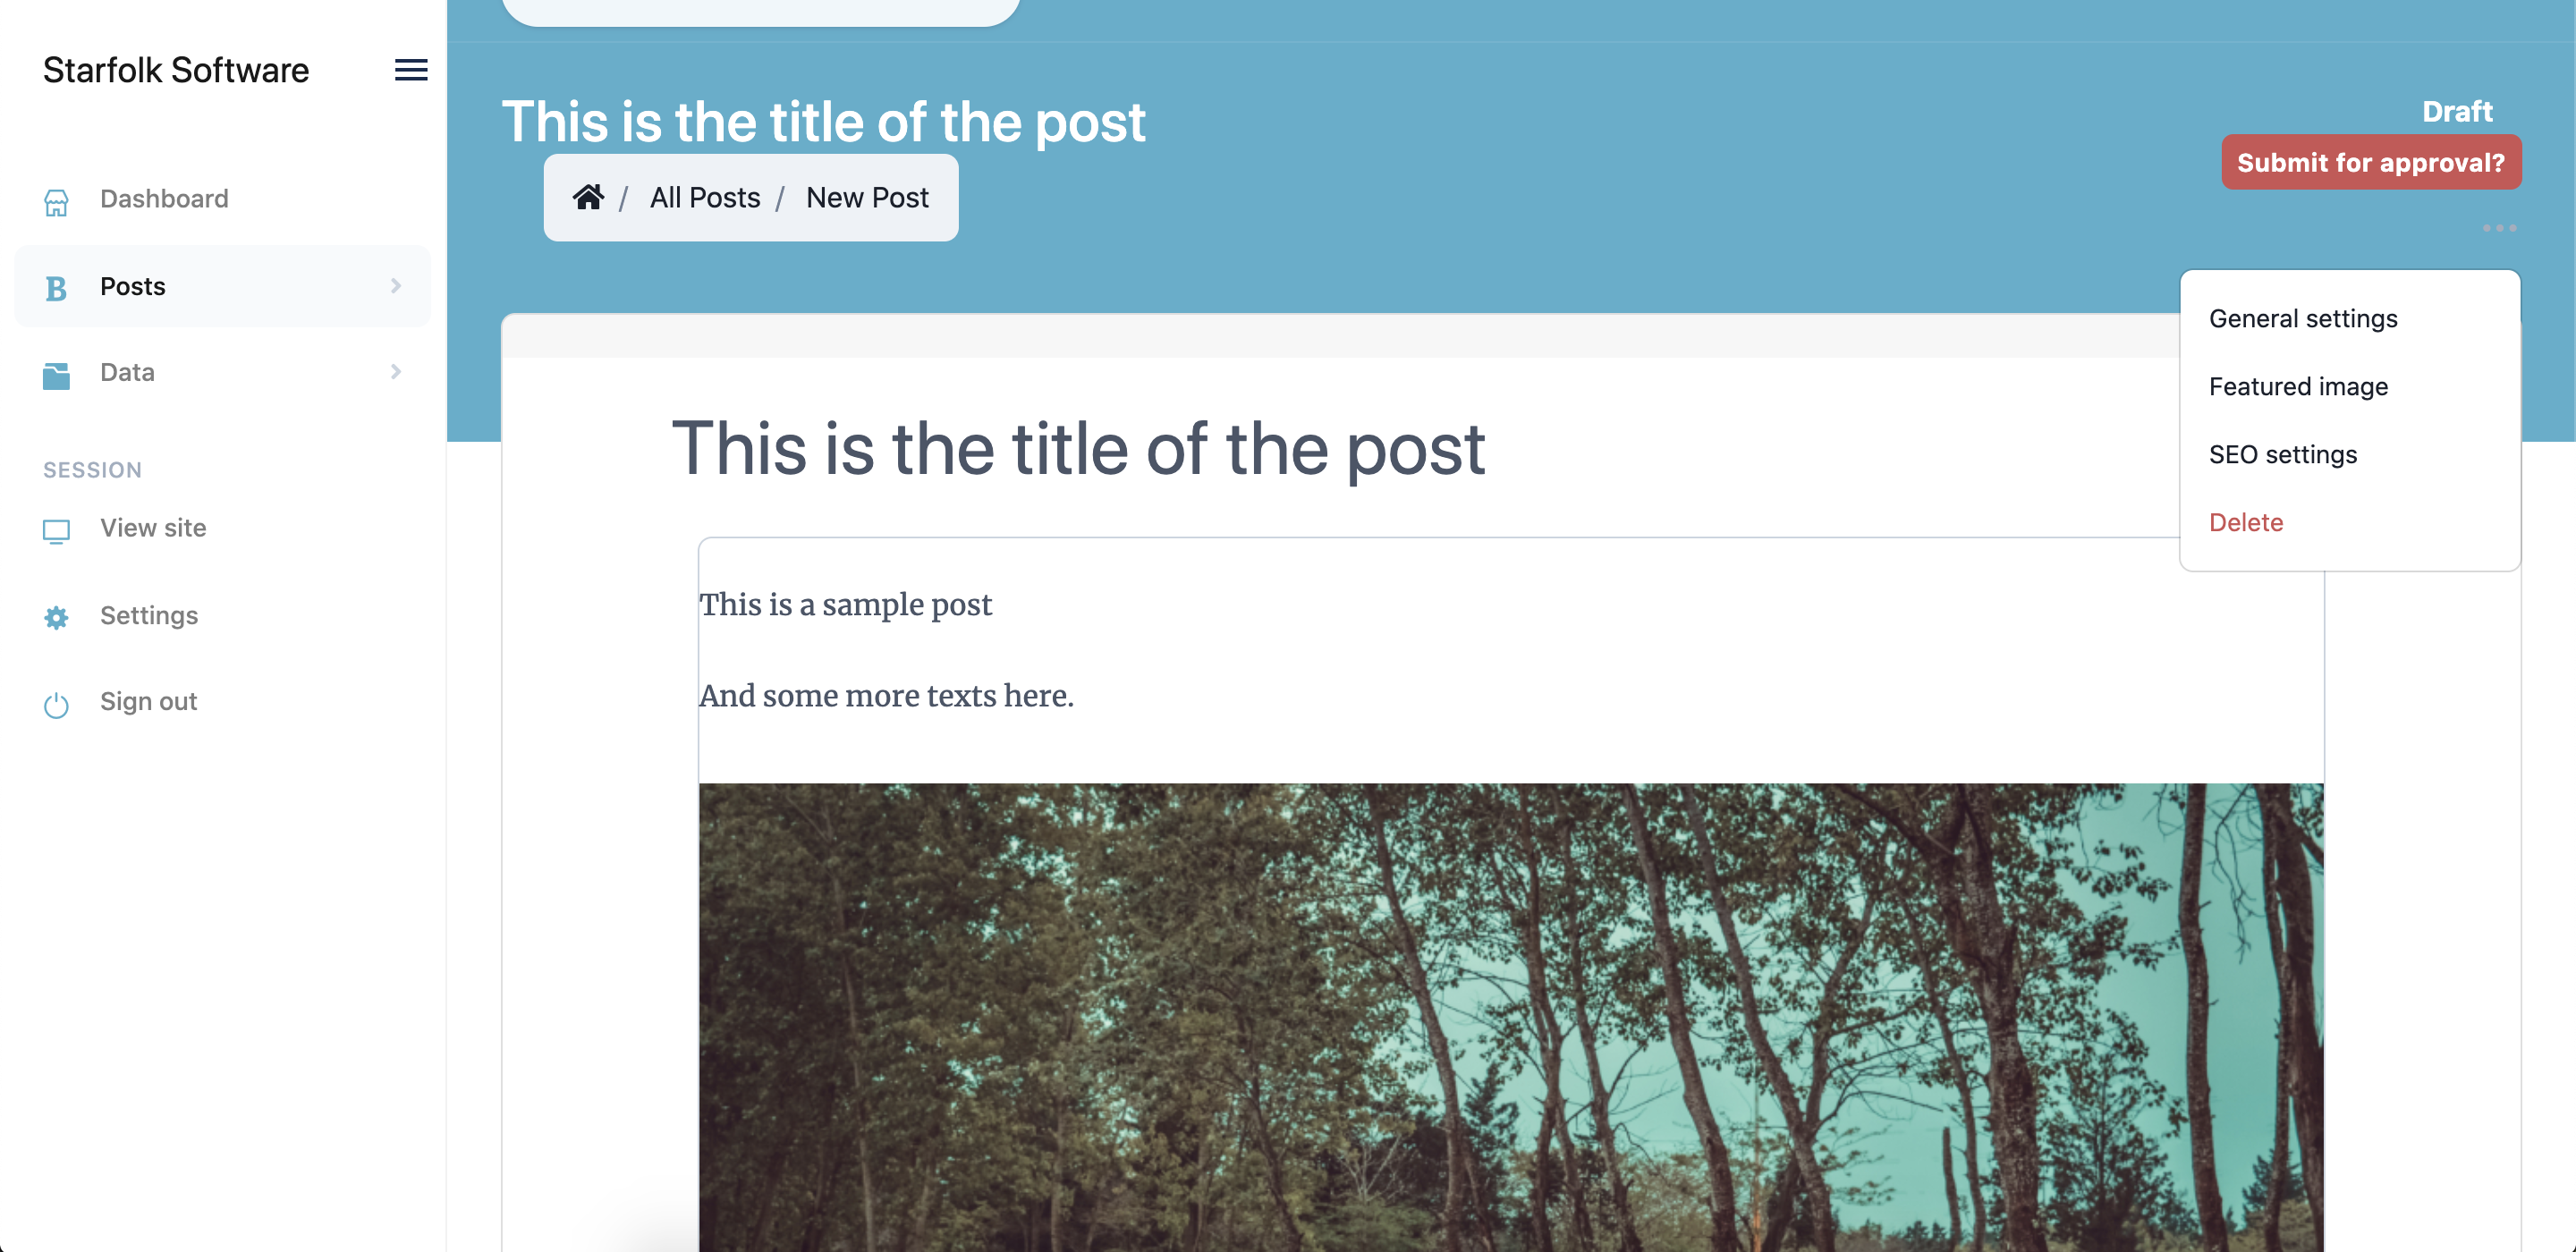 Starfolk Software
Dashboard
Posts
Data
SESSION
View site
Settings
Sign out
This is the title of the post
/ All Posts / New Post
Draft
Submit for approval?
General settings
Featured image
SEO settings
Delete
This is the title of the post
This is a sample post
And some more texts here.